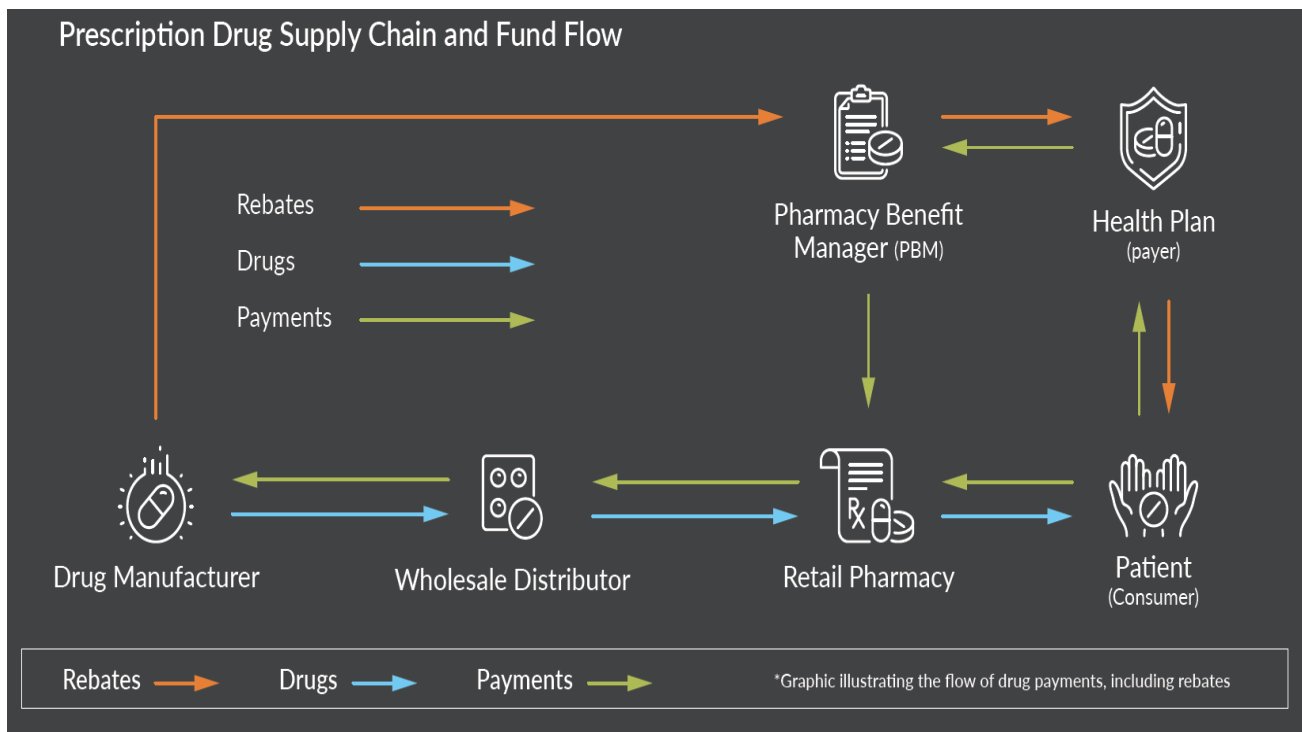 Prescription Drug Supply Chain and Fund Flow
Rebates
Drugs
Payments
Pharmacy Benefit
Manager (PBM)
Health Plan
(payer)
Drug Manufacturer
Wholesale Distributor
Rx
Retail Pharmacy
Patient
(Consumer)
Rebates
Drugs
Payments
*Graphic illustrating the flow of drug payments, including rebates